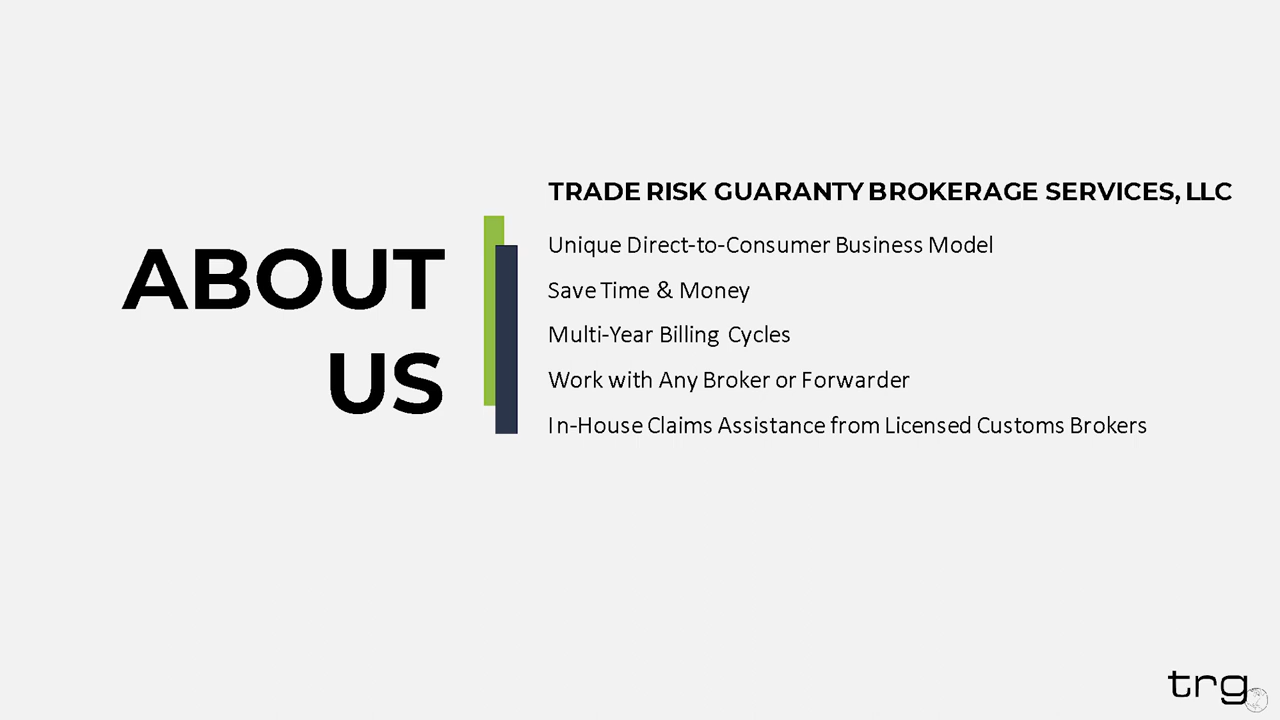 ABOUT
US
TRADE RISK GUARANTY BROKERAGE SERVICES, LLC
Unique Direct-to-Consumer Business Model
Save Time & Money
Multi-Year Billing Cycles
Work with Any Broker or Forwarder
In-House Claims Assistance from Licensed Customs Brokers
trg